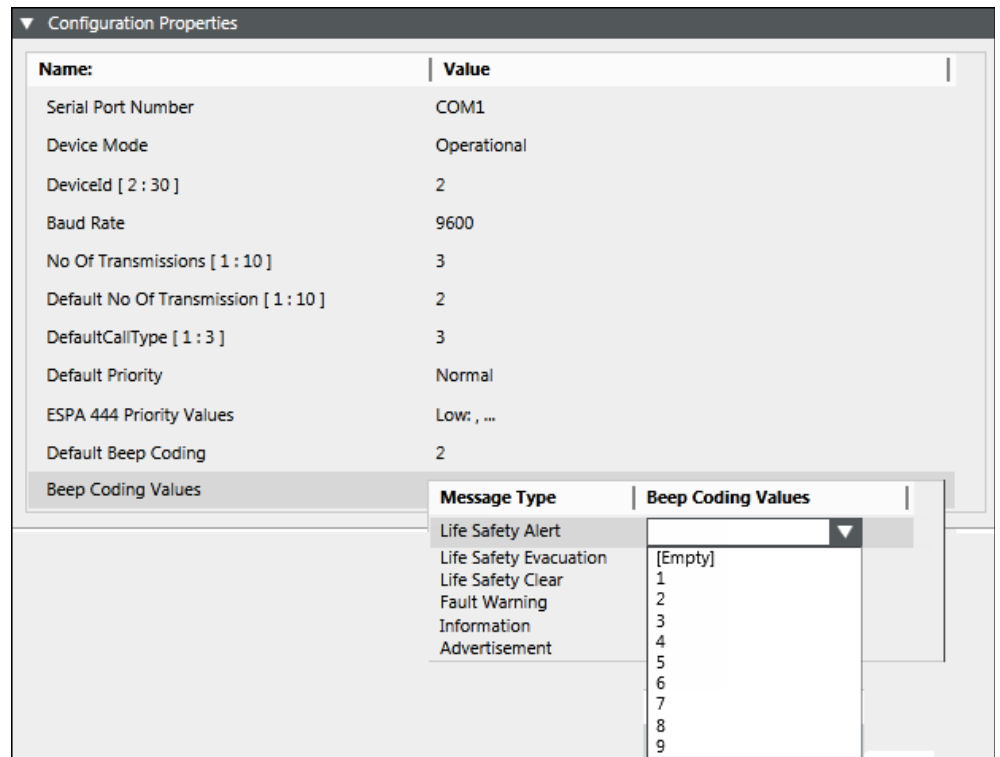 Configuration Properties
Name: Value
Serial Port Number COM1
Device Mode Operational
DeviceId [ 2 : 30 ] 2
Baud Rate 9600
No Of Transmissions [ 1 : 10 ] 3
Default No Of Transmission [ 1 : 10 ] 2
DefaultCallType [ 1 : 3 ] 3
Default Priority Normal
ESPA 444 Priority Values Low: , ...
Default Beep Coding 2
Beep Coding Values
Message Type Beep Coding Values
Life Safety Alert
Life Safety Evacuation [Empty]
Life Safety Clear 1
Fault Warning 2
Information 3
Advertisement 4
5
6
7
8
9